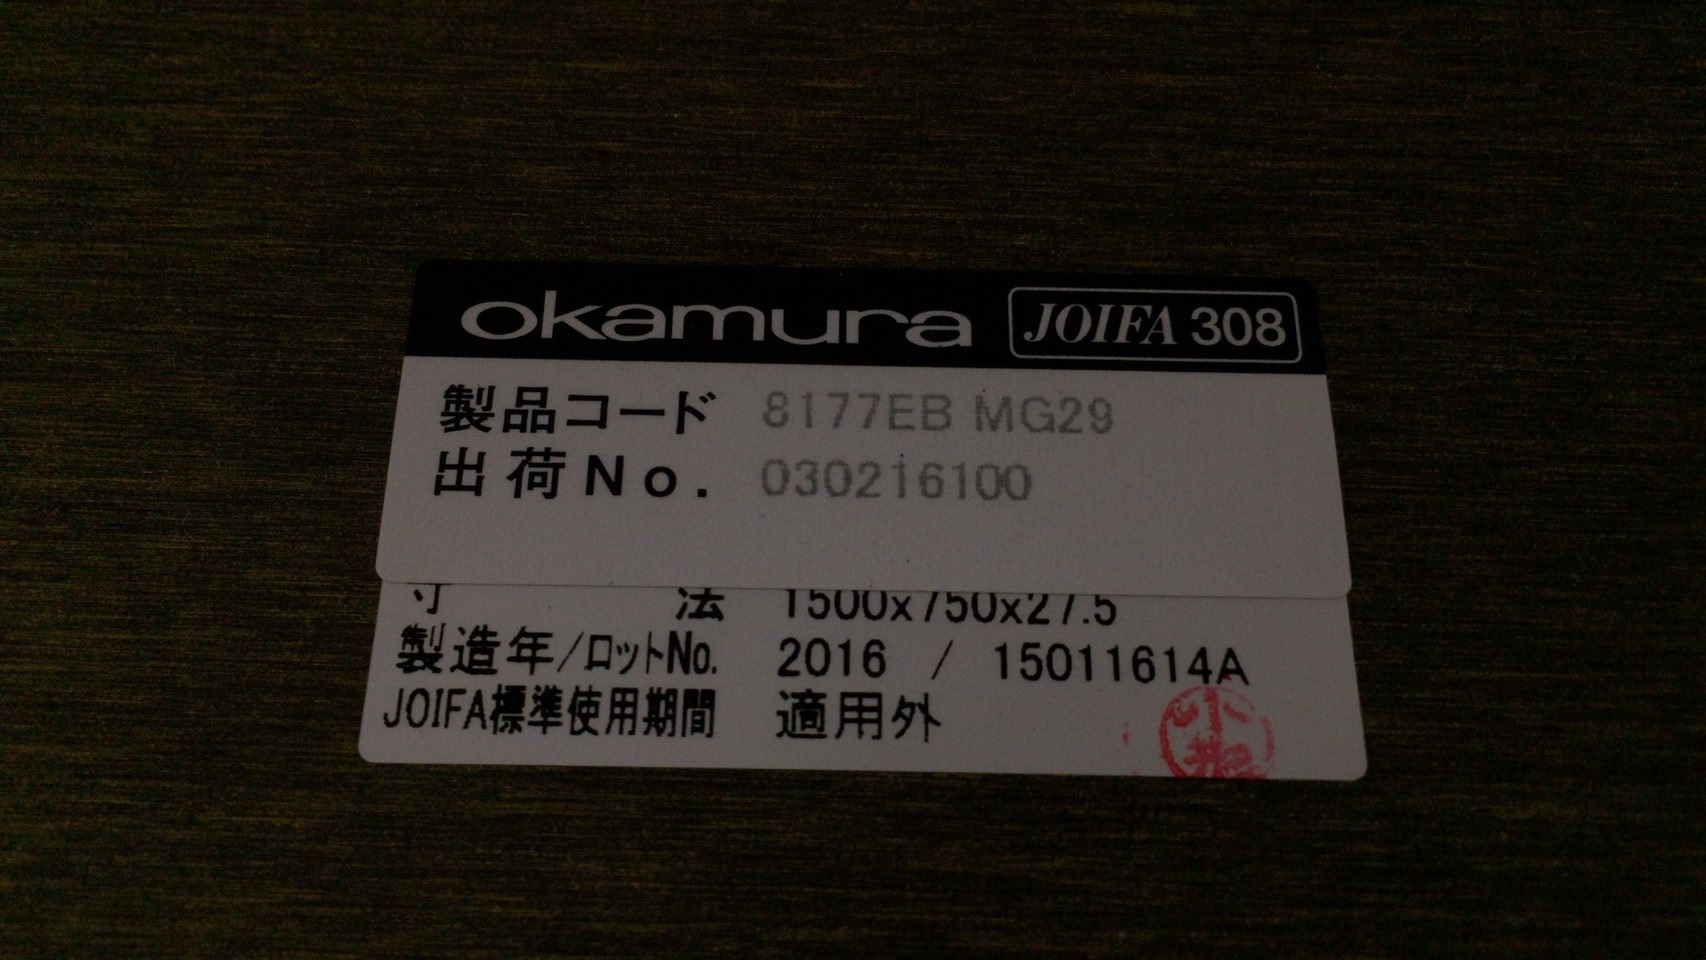 okamura JOIFA 308
製品コード 8177EB MG29
出荷No. 030216100
寸 法 1500x750x27.5
製造年/ロットNo. 2016 / 15011614A
JOIFA標準使用期間 適用外